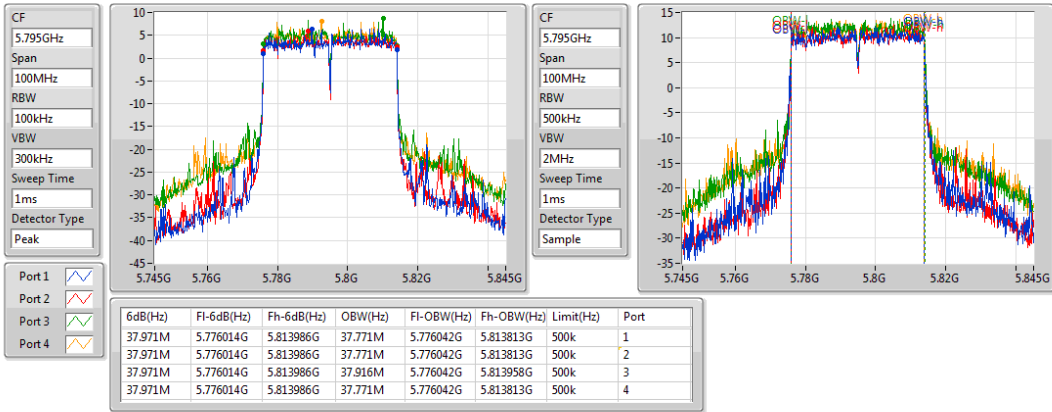 CF
5.795GHz
Span
100MHz
RBW
100kHz
VBW
300kHz
Sweep Time
1ms
Detector Type
Peak
10
5
0
-5
-10
-15
-20
-25
-30
-35
-40
-45
5.745G 5.76G 5.78G 5.8G 5.82G 5.845G
CF
5.795GHz
Span
100MHz
RBW
500kHz
VBW
2MHz
Sweep Time
1ms
Detector Type
Sample
15
10
5
0
-5
-10
-15
-20
-25
-30
-35
5.745G 5.76G 5.78G 5.8G 5.82G 5.845G
Port 1
Port 2
Port 3
Port 4
6dB(Hz) Fl-6dB(Hz) Fh-6dB(Hz) OBW(Hz) Fl-OBW(Hz) Fh-OBW(Hz) Limit(Hz) Port
37.971M 5.776014G 5.813986G 37.771M 5.776042G 5.813813G 500k 1
37.971M 5.776014G 5.813986G 37.771M 5.776042G 5.813813G 500k 2
37.971M 5.776014G 5.813986G 37.916M 5.776042G 5.813958G 500k 3
37.971M 5.776014G 5.813986G 37.771M 5.776042G 5.813813G 500k 4